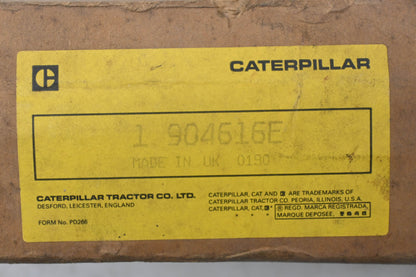 CATERPILLAR
1 904616E
MADE IN UK 0190
CATERPILLAR TRACTOR CO. LTD.
DESFORD, LEICESTER, ENGLAND
FORM No. PD266
CATERPILLAR, CAT AND C ARE TRADEMARKS OF
CATERPILLAR TRACTOR CO. PEORIA, ILLINOIS, U.S.A.
CATERPILLAR, CAT, C
® REGD. MARCA REGISTRADA,
MARQUE DEPOSEE,